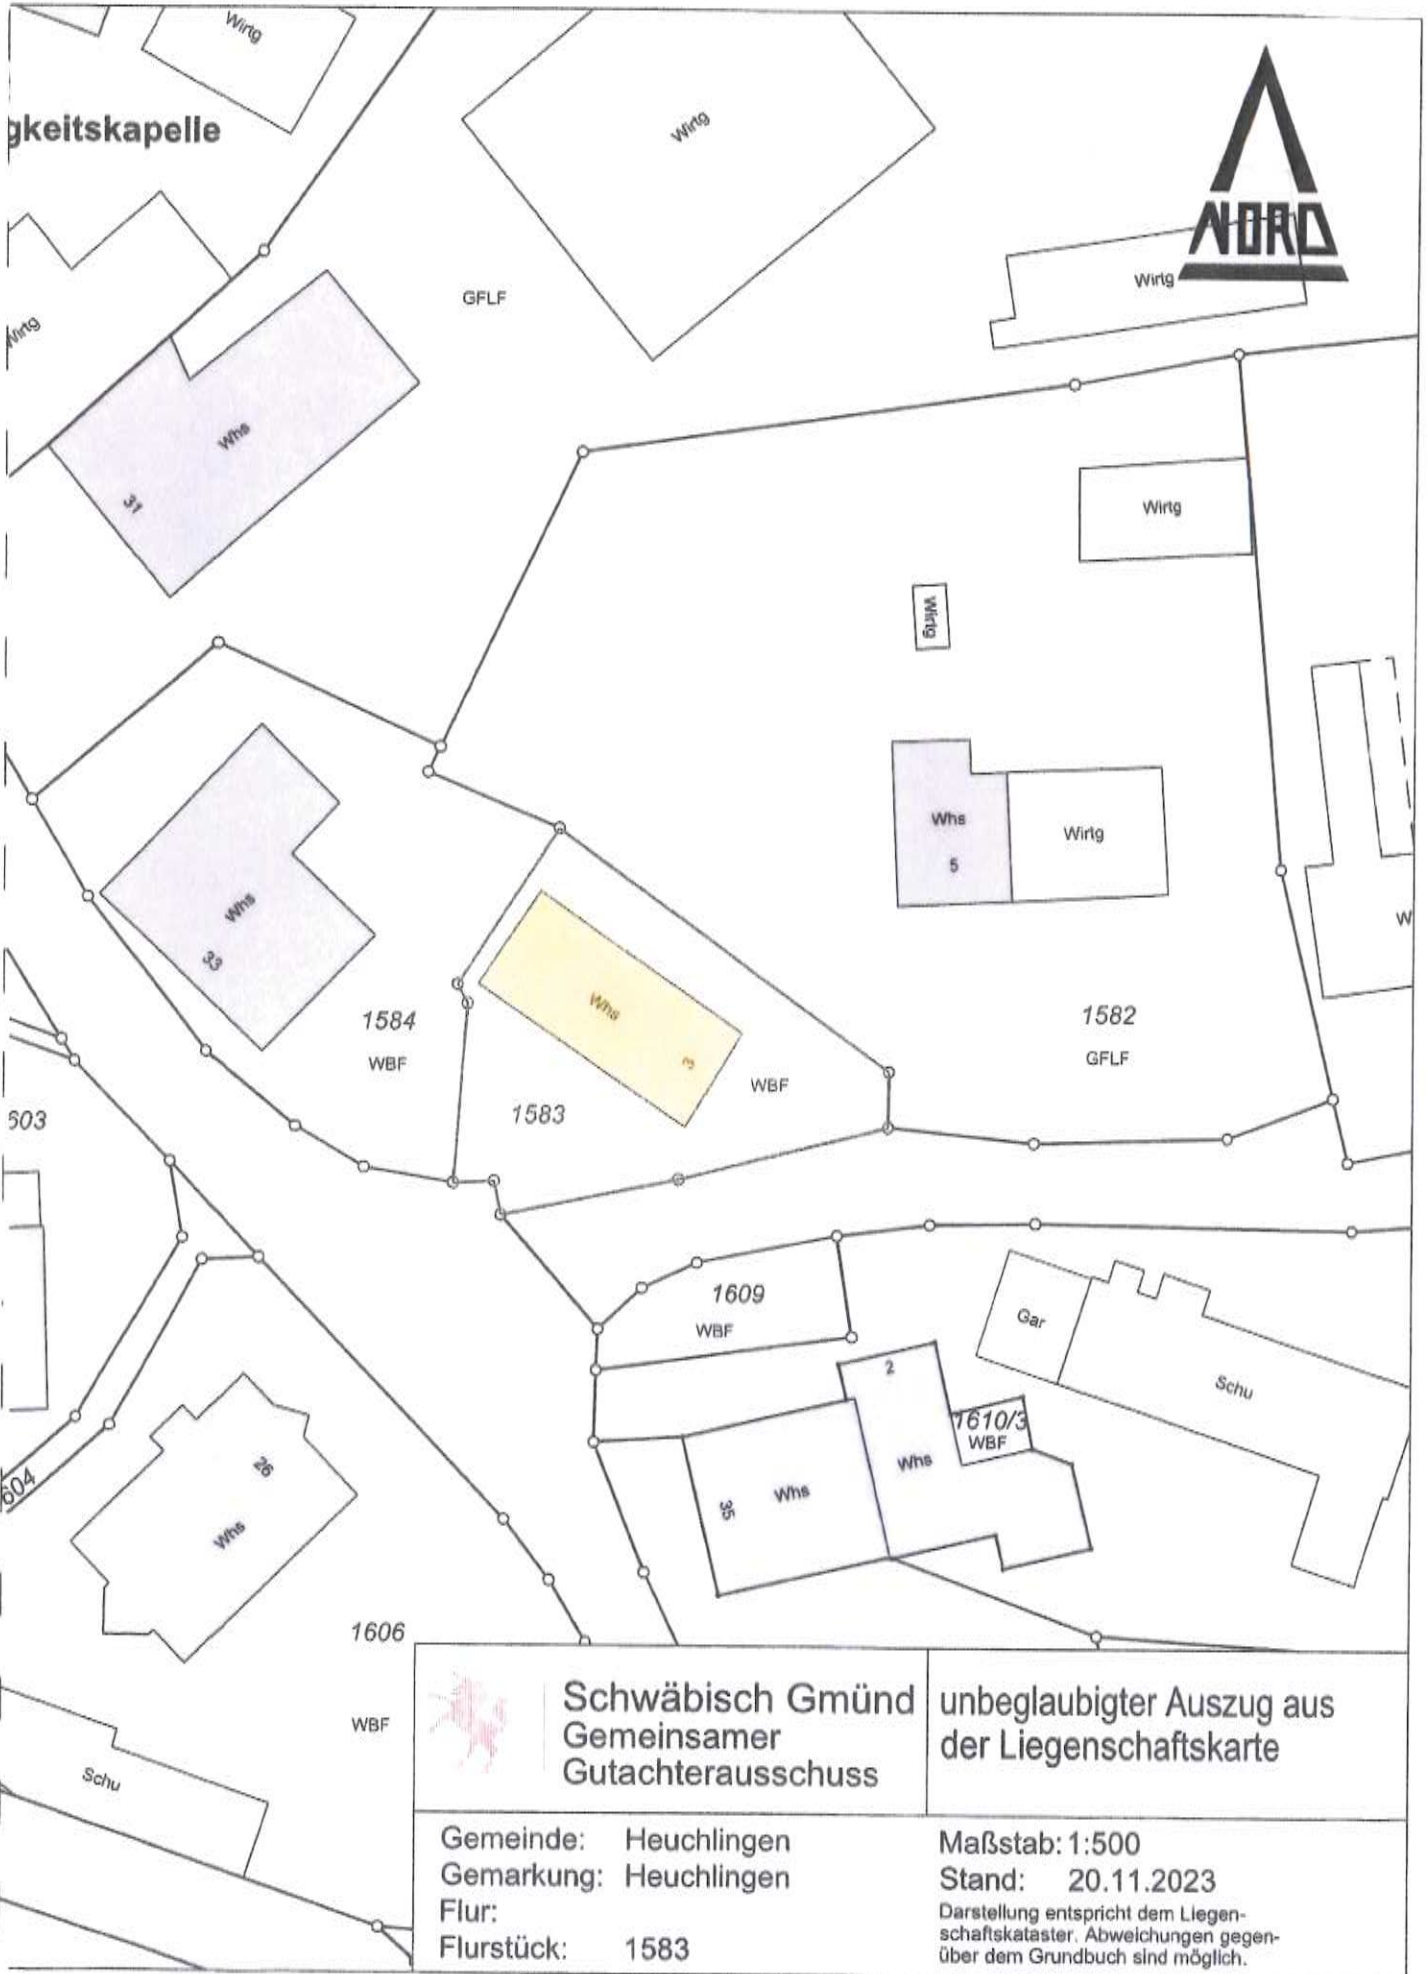 Wirtg
gkeitskapelle
Wirtg
NORD
Wirtg
GFLF
Wirtg
Whs
31
Wirtg
Wirtg
Whs
5
Wirtg
Whs
33
W
Whs
3
1584
WBF
1582
GFLF
WBF
1583
603
1609
WBF
Gar
2
Schu
1610/3
WBF
Whs
26
Whs
35
604
Whs
1606
WBF
Schu
Schwäbisch Gmünd
Gemeinsamer
Gutachterausschuss
unbeglaubigter Auszug aus
der Liegenschaftskarte
Gemeinde: Heuchlingen
Gemarkung: Heuchlingen
Flur:
Flurstück: 1583
Maßstab: 1:500
Stand: 20.11.2023
Darstellung entspricht dem Liegen-
schaftskataster. Abweichungen gegen-
über dem Grundbuch sind möglich.